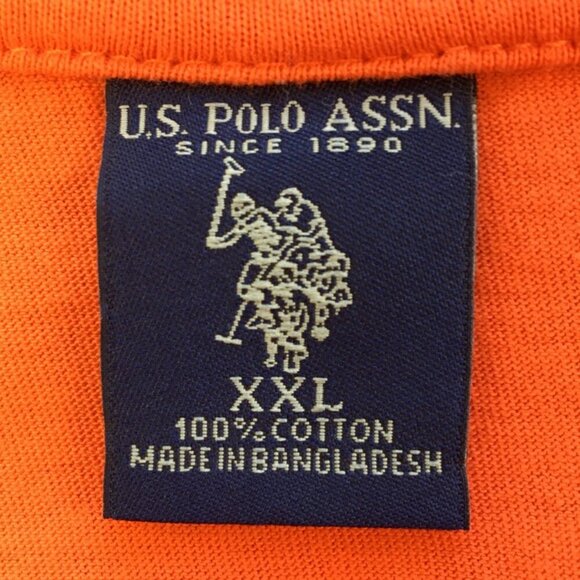 U.S. POLO ASSN.
SINCE 1890
XXL
100% COTTON
MADE IN BANGLADESH